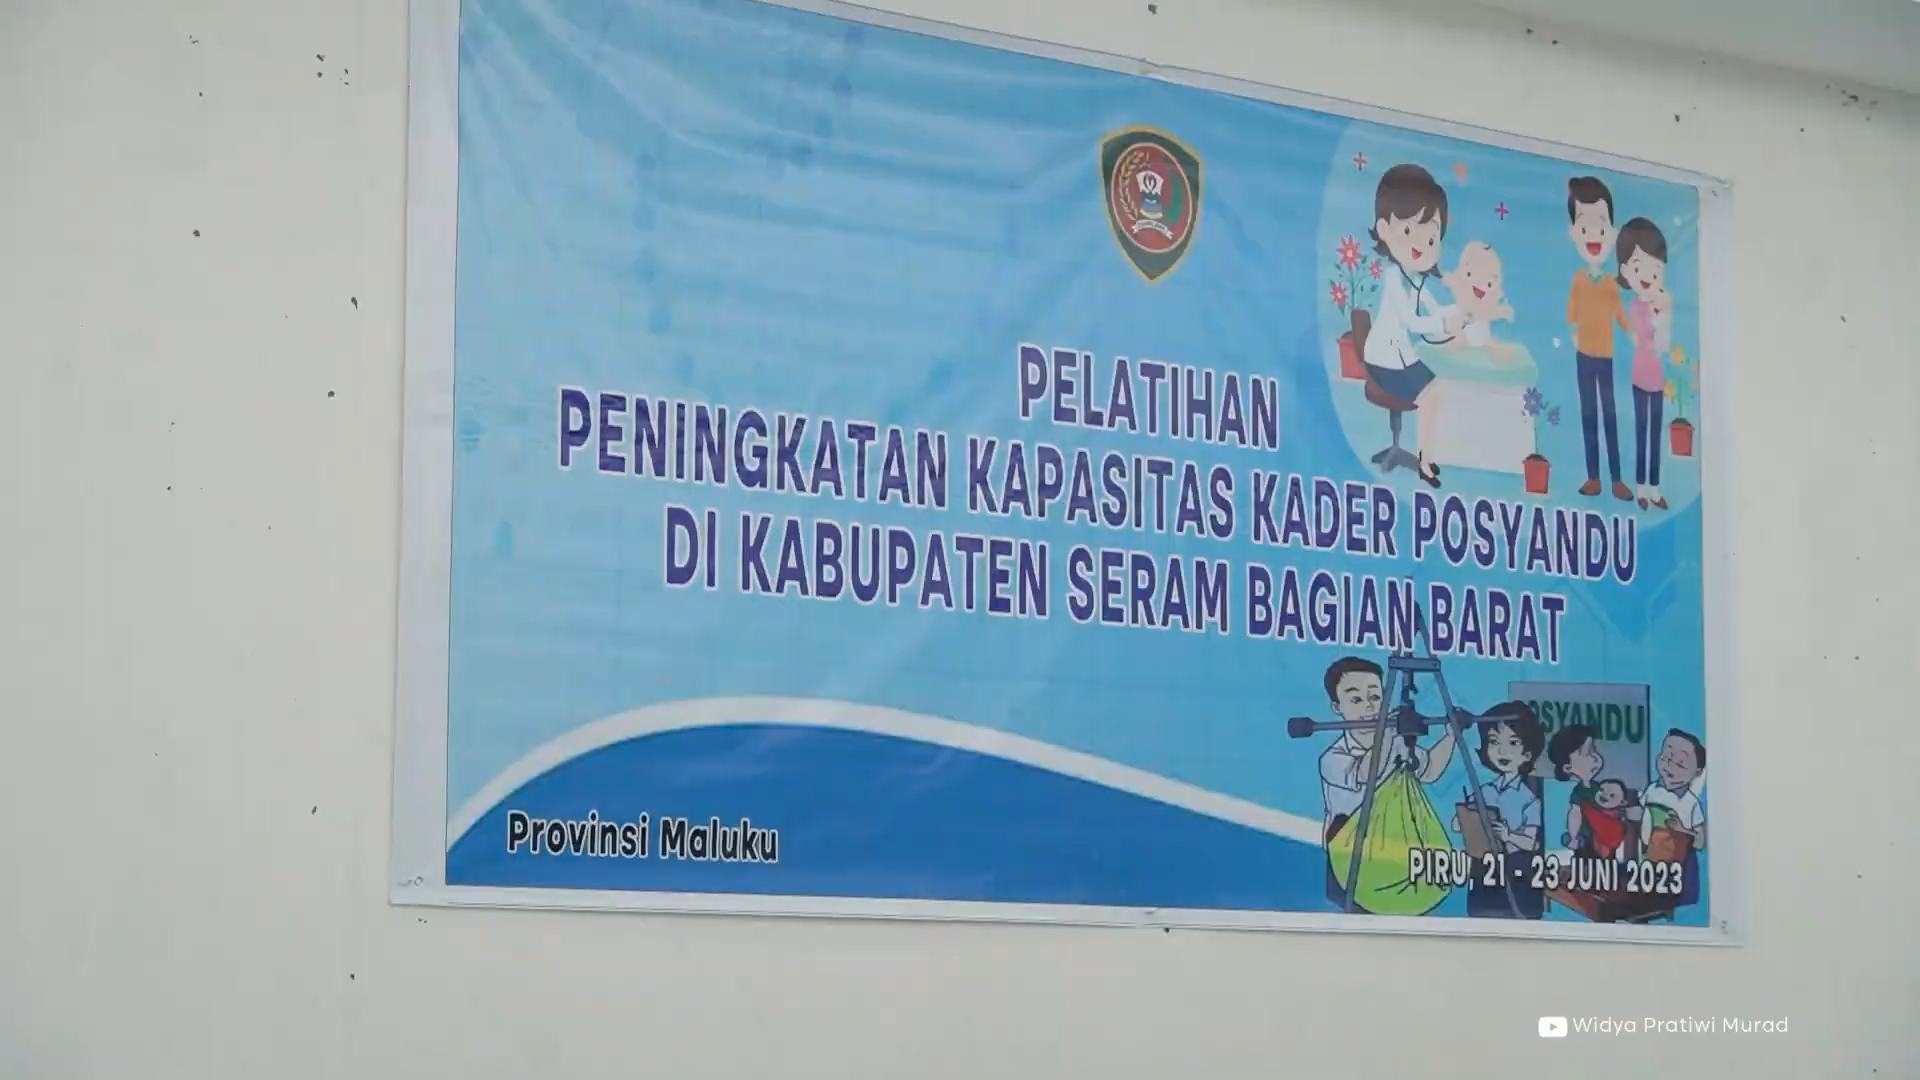 PELATIHAN
PENINGKATAN KAPASITAS KADER POSYANDU
DI KABUPATEN SERAM BAGIAN BARAT
OSYANDU
Provinsi Maluku
PIRU, 21 - 23 JUNI 2023
Widya Pratiwi Murad